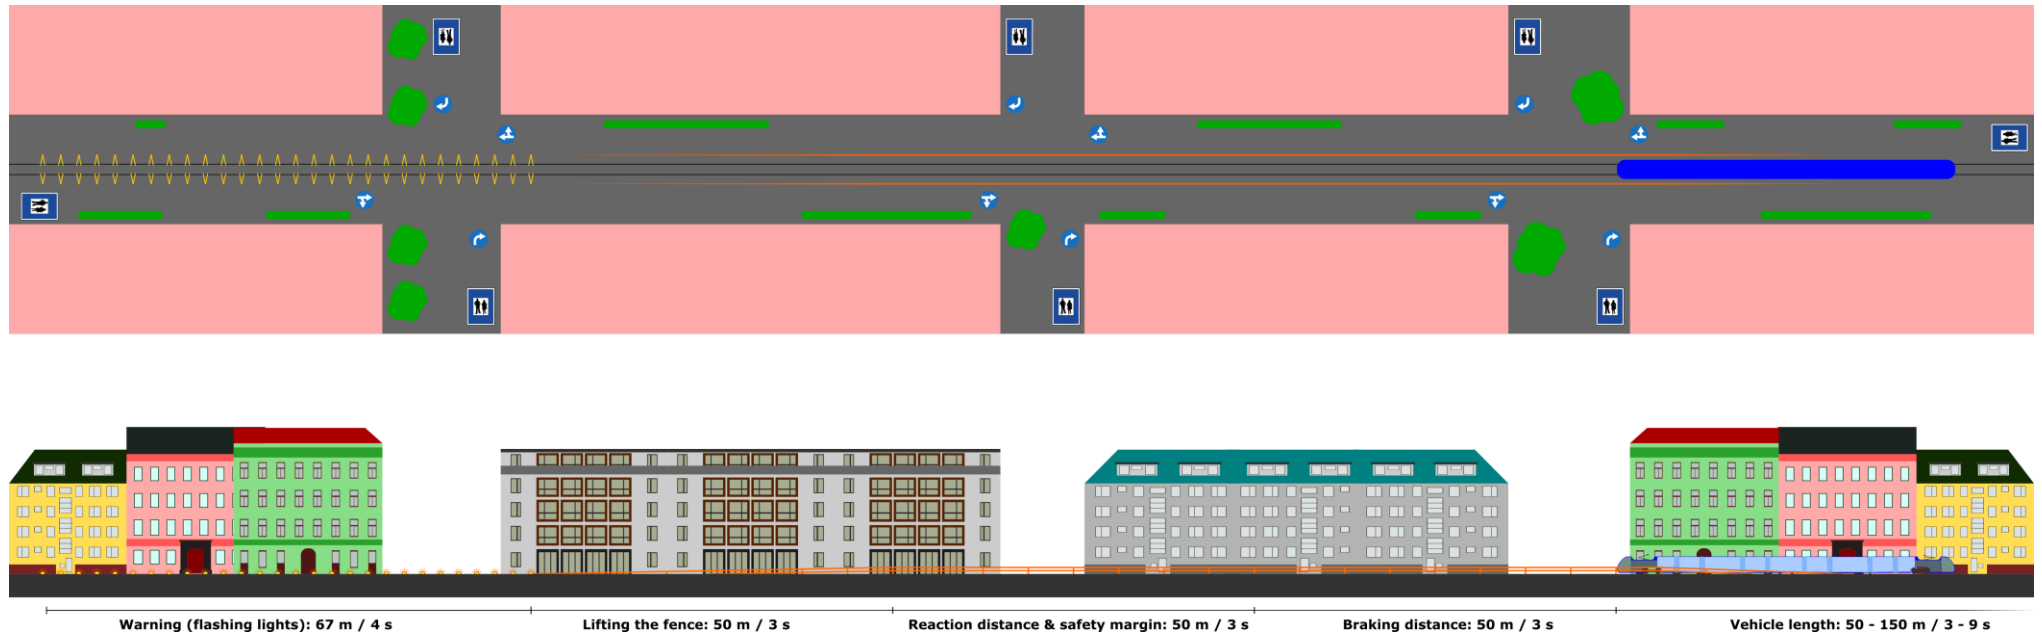 Warning (flashing lights): 67 m / 4 s
Lifting the fence: 50 m / 3 s
Reaction distance & safety margin: 50 m / 3 s
Braking distance: 50 m / 3 s
Vehicle length: 50 - 150 m / 3 - 9 s